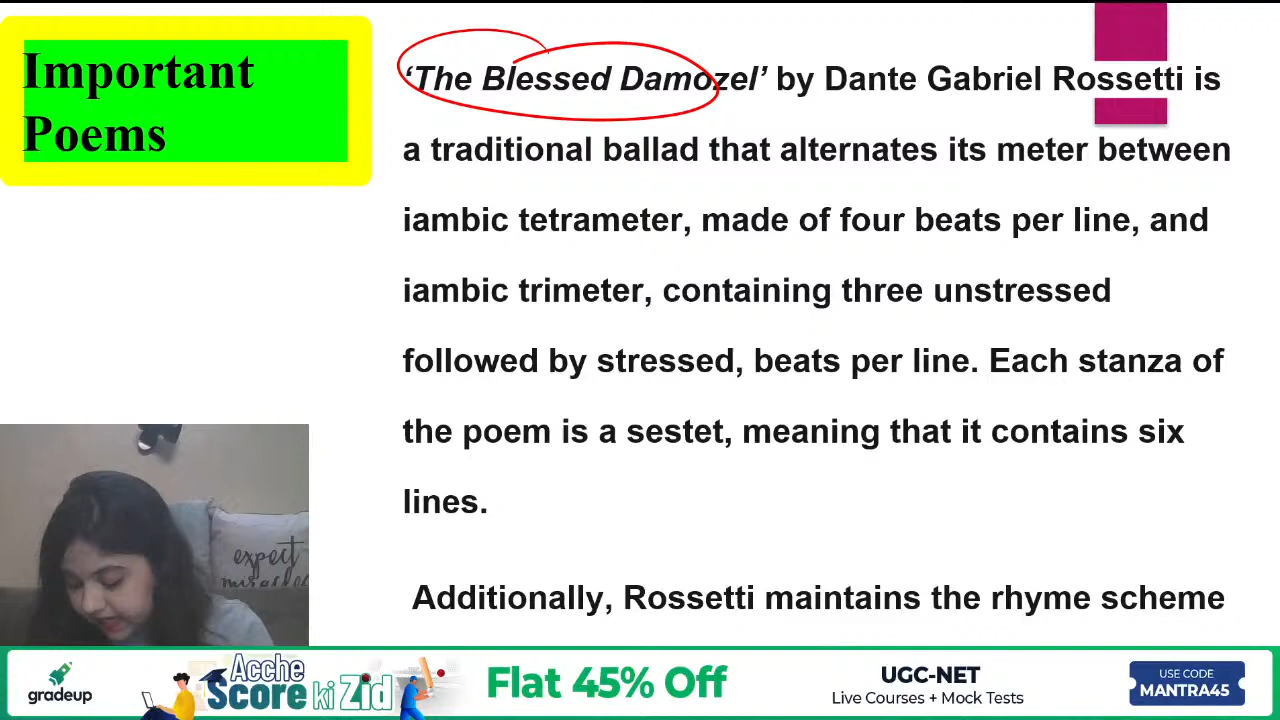 Important
Poems
‘The Blessed Damozel’ by Dante Gabriel Rossetti is
a traditional ballad that alternates its meter between
iambic tetrameter, made of four beats per line, and
iambic trimeter, containing three unstressed
followed by stressed, beats per line. Each stanza of
the poem is a sestet, meaning that it contains six
lines.
Additionally, Rossetti maintains the rhyme scheme
expect
gradeup
Acche
Score ki Zid
Flat 45% Off
UGC-NET
Live Courses + Mock Tests
USE CODE
MANTRA45